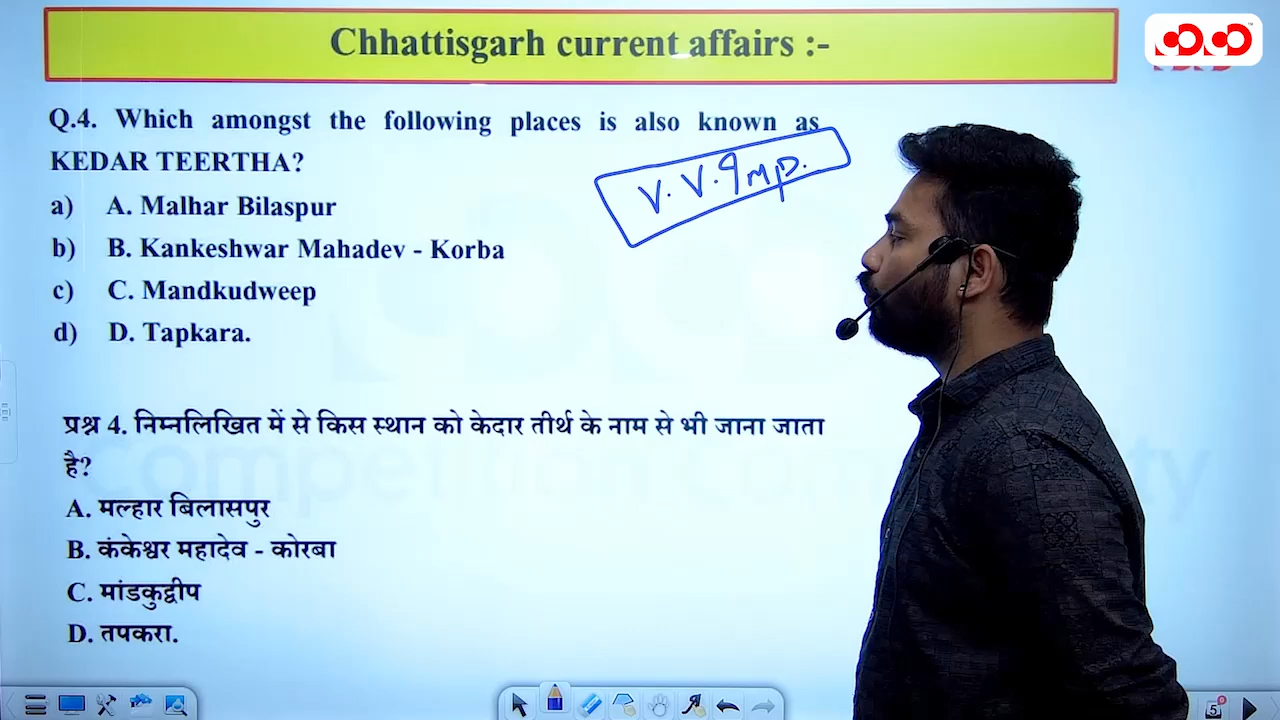 Chhattisgarh current affairs :-
Q.4. Which amongst the following places is also known as
KEDAR TEERTHA?
V. V. Imp.
a) A. Malhar Bilaspur
b) B. Kankeshwar Mahadev - Korba
c) C. Mandkudweep
d) D. Tapkara.
प्रश्न 4. निम्नलिखित में से किस स्थान को केदार तीर्थ के नाम से भी जाना जाता
है?
A. मल्हार बिलासपुर
B. कंकेश्वर महादेव - कोरबा
C. मांडकुद्वीप
D. तपकरा.